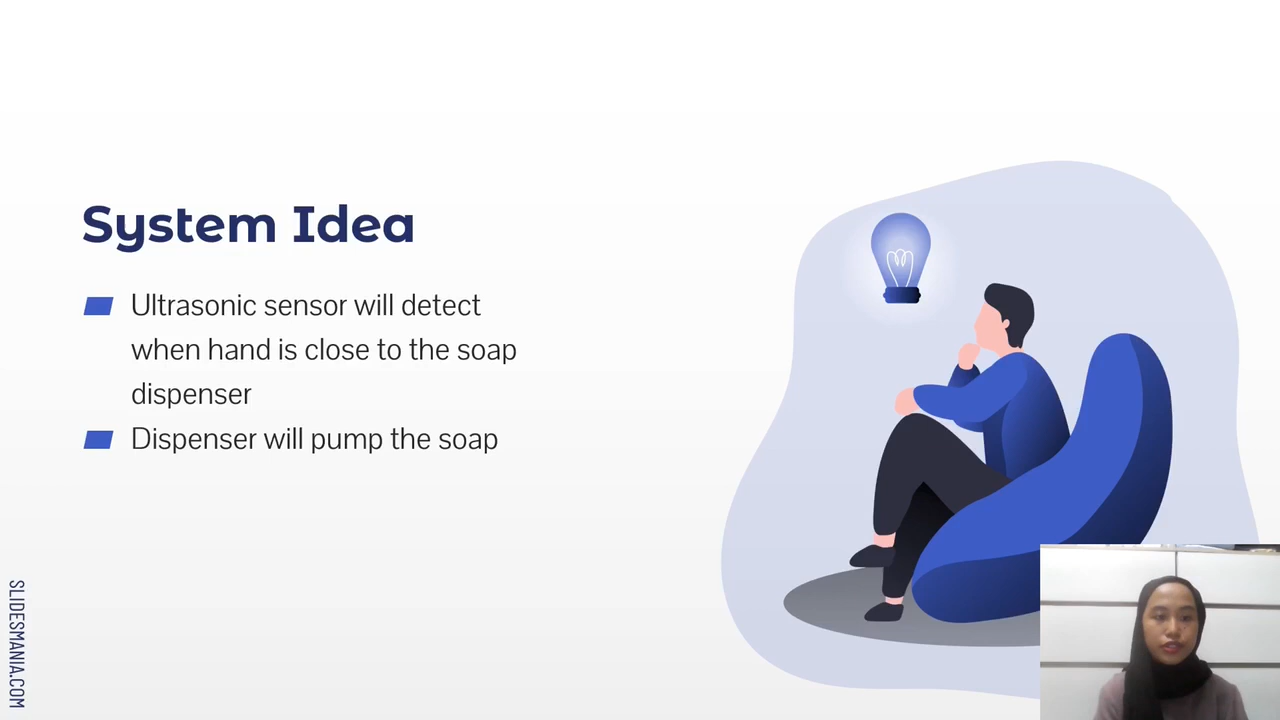 System Idea
Ultrasonic sensor will detect
when hand is close to the soap
dispenser
Dispenser will pump the soap
SLIDESMANIA.COM